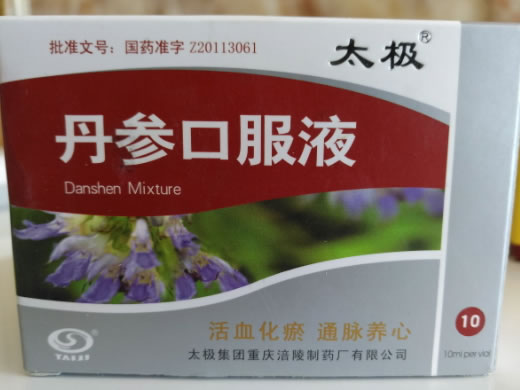 批准文号：国药准字 Z20113061
太极®
丹参口服液
Danshen Mixture
活血化瘀 通脉养心
太极集团重庆涪陵制药厂有限公司
TAIJI
10
10ml per vial